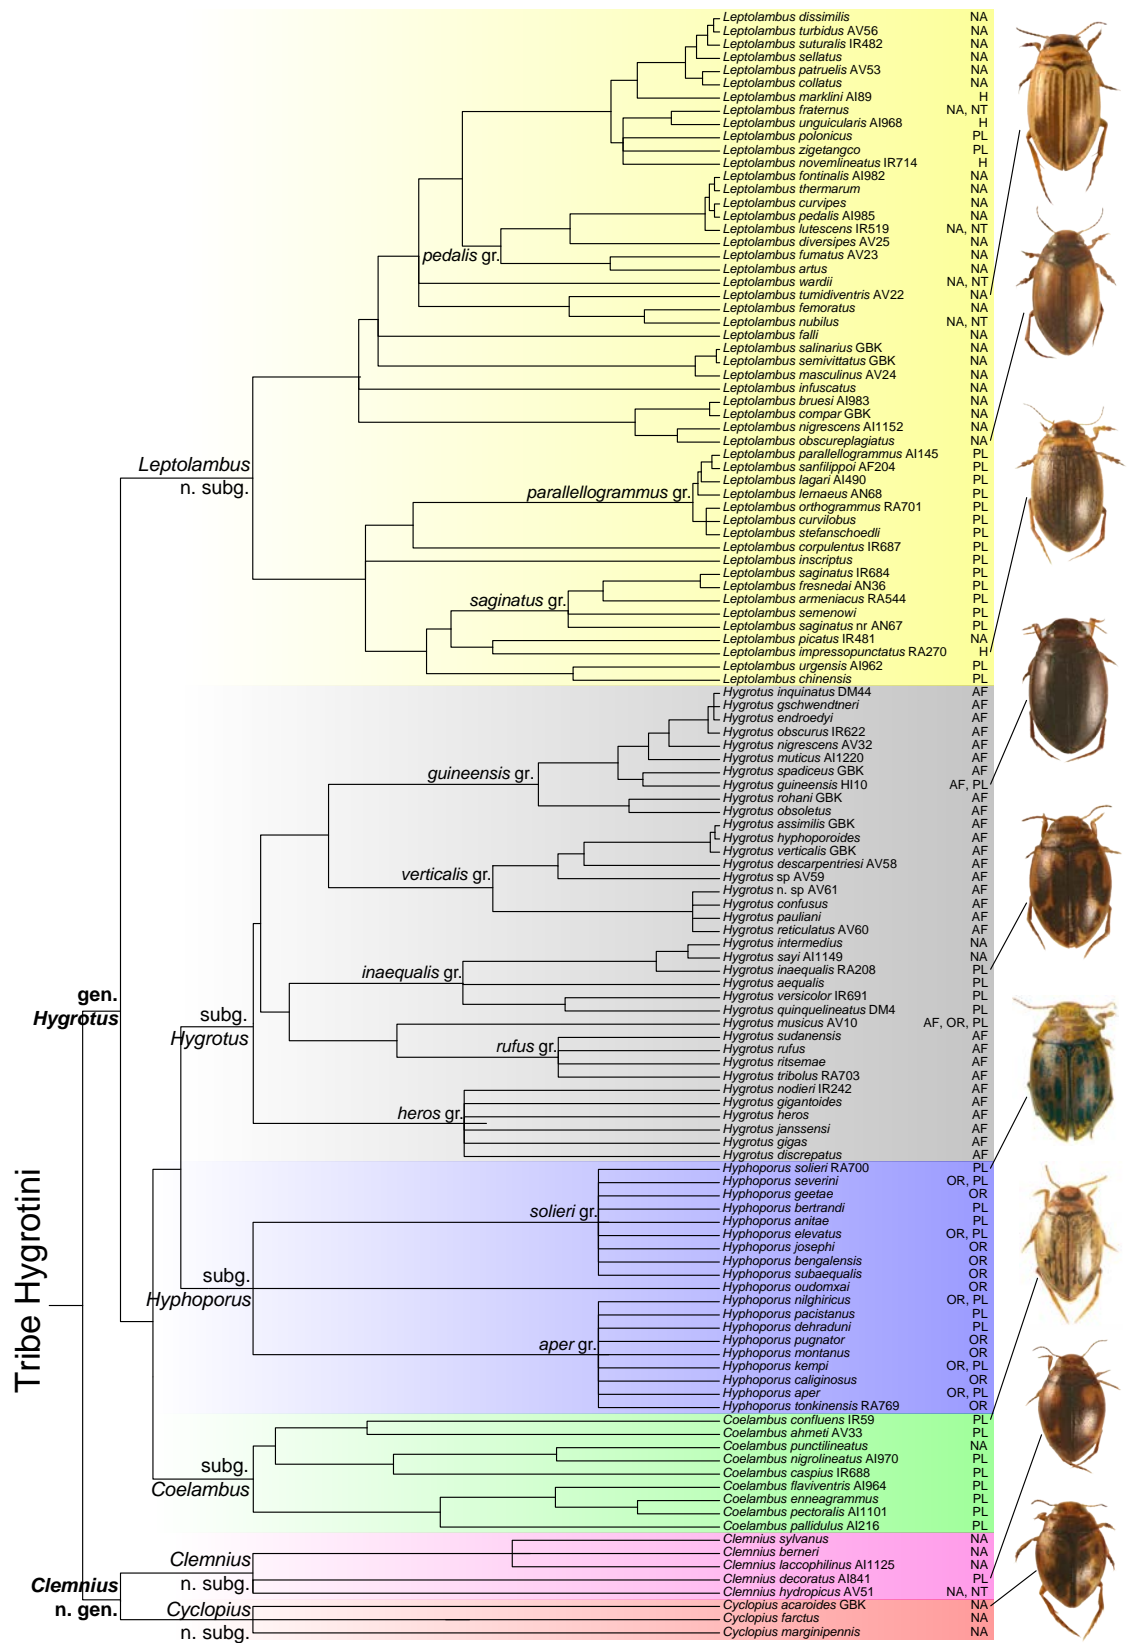 Leptolambus dissimilis NA
Leptolambus turbidus AV56 NA
Leptolambus suturalis IR482 NA
Leptolambus sellatus NA
Leptolambus patruelis AV53 NA
Leptolambus collatus NA
Leptolambus marklini AI89 H
Leptolambus fraternus NA, NT
Leptolambus unguicularis AI968 H
Leptolambus polonicus PL
Leptolambus zigetangco PL
Leptolambus novemlineatus IR714 H
Leptolambus fontinalis AI982 NA
Leptolambus thermarum NA
Leptolambus curvipes NA
Leptolambus pedalis AI985 NA
Leptolambus lutescens IR519 NA, NT
Leptolambus diversipes AV25 NA
pedalis gr.
Leptolambus fumatus AV23 NA
Leptolambus artus NA
Leptolambus wardii NA, NT
Leptolambus tumidiventris AV22 NA
Leptolambus femoratus NA
Leptolambus nubilus NA, NT
Leptolambus falli NA
Leptolambus salinarius GBK NA
Leptolambus semivittatus GBK NA
Leptolambus masculinus AV24 NA
Leptolambus infuscatus NA
Leptolambus bruesi AI983 NA
Leptolambus compar GBK NA
Leptolambus nigrescens AI1152 NA
Leptolambus obscureplagiatus NA
Leptolambus
n. subg.
Leptolambus parallellogrammus AI145 PL
Leptolambus sanfilippoi AF204 PL
Leptolambus lagari AI490 PL
parallellogrammus gr.
Leptolambus lernaeus AN68 PL
Leptolambus orthogrammus RA701 PL
Leptolambus curvilobus PL
Leptolambus stefanschoedli PL
Leptolambus corpulentus IR687 PL
Leptolambus inscriptus PL
Leptolambus saginatus IR684 PL
Leptolambus fresnedai AN36 PL
saginatus gr.
Leptolambus armeniacus RA544 PL
Leptolambus semenowi PL
Leptolambus saginatus nr AN67 PL
Leptolambus picatus IR481 NA
Leptolambus impressopunctatus RA270 H
Leptolambus urgensis AI962 PL
Leptolambus chinensis PL
Hygrotus inquinatus DM44 AF
Hygrotus gschwendtneri AF
Hygrotus endroedyi AF
Hygrotus obscurus IR622 AF
Hygrotus nigrescens AV32 AF
Hygrotus muticus AI1220 AF
guineensis gr.
Hygrotus spadiceus GBK AF
Hygrotus guineensis HI10 AF, PL
Hygrotus rohani GBK AF
Hygrotus obsoletus AF
Hygrotus assimilis GBK AF
Hygrotus hyphoporoides AF
Hygrotus verticalis GBK AF
Hygrotus descarpentriesi AV58 AF
verticalis gr.
Hygrotus sp AV59 AF
Hygrotus n. sp AV61 AF
Hygrotus confusus AF
Hygrotus pauliani AF
Hygrotus reticulatus AV60 AF
Hygrotus intermedius NA
Hygrotus sayi AI1149 NA
inaequalis gr.
Hygrotus inaequalis RA208 PL
Hygrotus aequalis PL
Hygrotus versicolor IR691 PL
Hygrotus quinquelineatus DM4 PL
gen.
Hygrotus
subg.
Hygrotus
Hygrotus musicus AV10 AF, OR, PL
Hygrotus sudanensis AF
rufus gr.
Hygrotus rufus AF
Hygrotus ritsemae AF
Hygrotus tribolus RA703 AF
Hygrotus nodieri IR242 AF
Hygrotus gigantoides AF
heros gr.
Hygrotus heros AF
Hygrotus janssensi AF
Hygrotus gigas AF
Hygrotus discrepatus AF
Hyphoporus solieri RA700 PL
Hyphoporus severini OR, PL
Hyphoporus geetae OR
solieri gr.
Hyphoporus bertrandi PL
Hyphoporus anitae PL
Hyphoporus elevatus OR, PL
Hyphoporus josephi OR
Hyphoporus bengalensis OR
Hyphoporus subaequalis OR
subg.
Hyphoporus
Hyphoporus oudomxai OR
Hyphoporus nilghiricus OR, PL
Hyphoporus pacistanus PL
Hyphoporus dehraduni PL
aper gr.
Hyphoporus pugnator OR
Hyphoporus montanus OR
Hyphoporus kempi OR, PL
Hyphoporus caliginosus OR
Hyphoporus aper OR, PL
Hyphoporus tonkinensis RA769 OR
Tribe Hygrotini
Coelambus confluens IR59 PL
Coelambus ahmeti AV33 PL
Coelambus punctilineatus NA
Coelambus nigrolineatus AI970 PL
subg.
Coelambus
Coelambus caspius IR688 PL
Coelambus flaviventris AI964 PL
Coelambus enneagrammus PL
Coelambus pectoralis AI1101 PL
Coelambus pallidulus AI216 PL
Clemnius sylvanus NA
Clemnius berneri NA
Clemnius
n. subg.
Clemnius laccophilinus AI1125 NA
Clemnius decoratus AI841 PL
Clemnius hydropicus AV51 NA, NT
Clemnius
n. gen.
Cyclopius
n. subg.
Cyclopius acaroides GBK NA
Cyclopius farctus NA
Cyclopius marginipennis NA